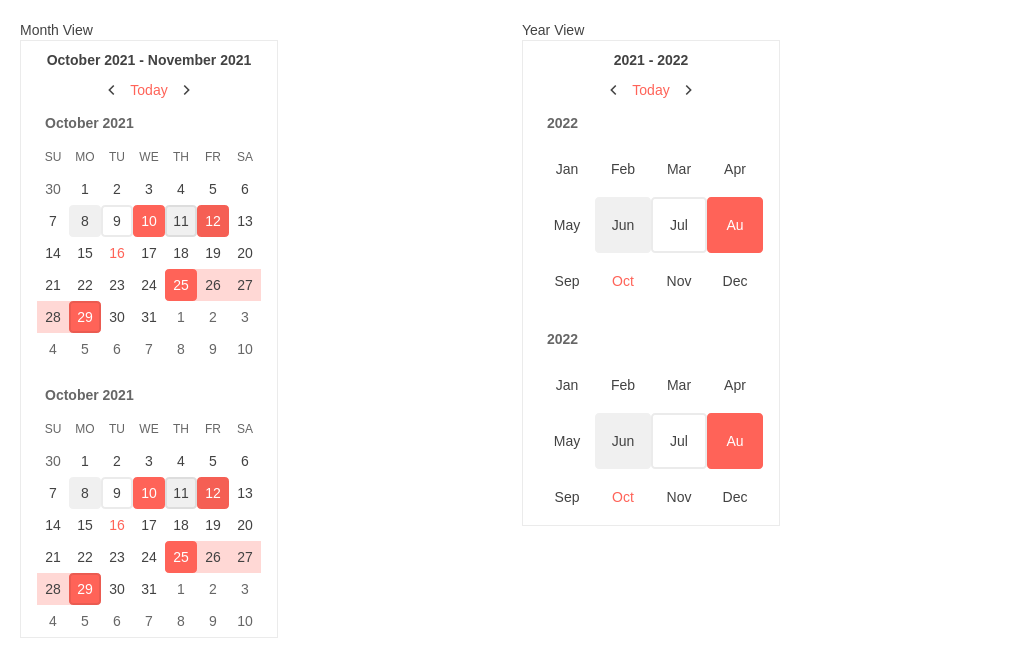 Month View
October 2021 - November 2021
Today
October 2021
SU MO TU WE TH FR SA
30 1 2 3 4 5 6
7 8 9 10 11 12 13
14 15 16 17 18 19 20
21 22 23 24 25 26 27
28 29 30 31 1 2 3
4 5 6 7 8 9 10
October 2021
SU MO TU WE TH FR SA
30 1 2 3 4 5 6
7 8 9 10 11 12 13
14 15 16 17 18 19 20
21 22 23 24 25 26 27
28 29 30 31 1 2 3
4 5 6 7 8 9 10
Year View
2021 - 2022
Today
2022
Jan Feb Mar Apr
May Jun Jul Au
Sep Oct Nov Dec
2022
Jan Feb Mar Apr
May Jun Jul Au
Sep Oct Nov Dec